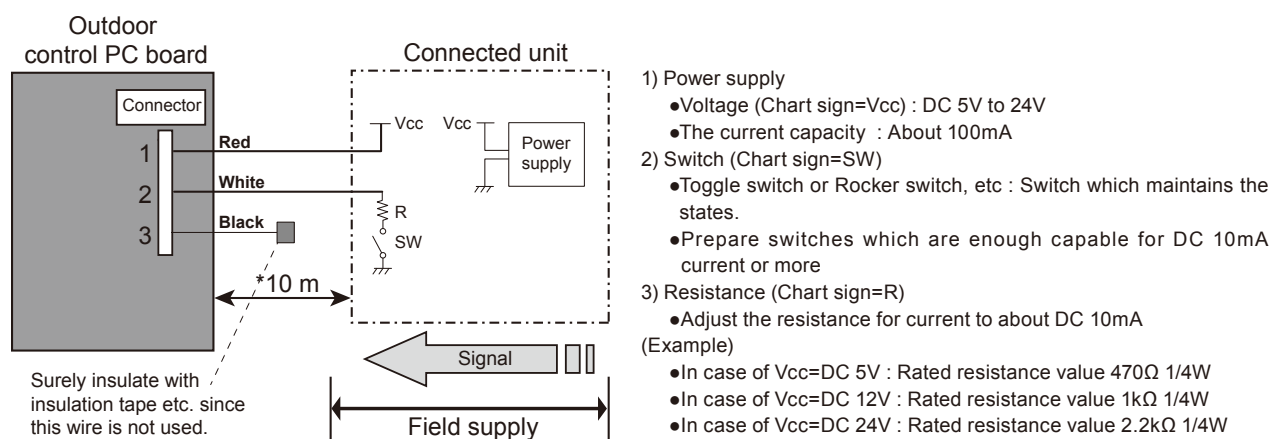 Outdoor
control PC board
Connector
1
2
3
Red
White
Black
*10 m
Surely insulate with
insulation tape etc. since
this wire is not used.
Connected unit
Vcc
Vcc
Power
supply
R
SW
Signal
Field supply
1) Power supply
●Voltage (Chart sign=Vcc) : DC 5V to 24V
●The current capacity : About 100mA
2) Switch (Chart sign=SW)
●Toggle switch or Rocker switch, etc : Switch which maintains the
states.
●Prepare switches which are enough capable for DC 10mA
current or more
3) Resistance (Chart sign=R)
●Adjust the resistance for current to about DC 10mA
(Example)
●In case of Vcc=DC 5V : Rated resistance value 470Ω 1/4W
●In case of Vcc=DC 12V : Rated resistance value 1kΩ 1/4W
●In case of Vcc=DC 24V : Rated resistance value 2.2kΩ 1/4W